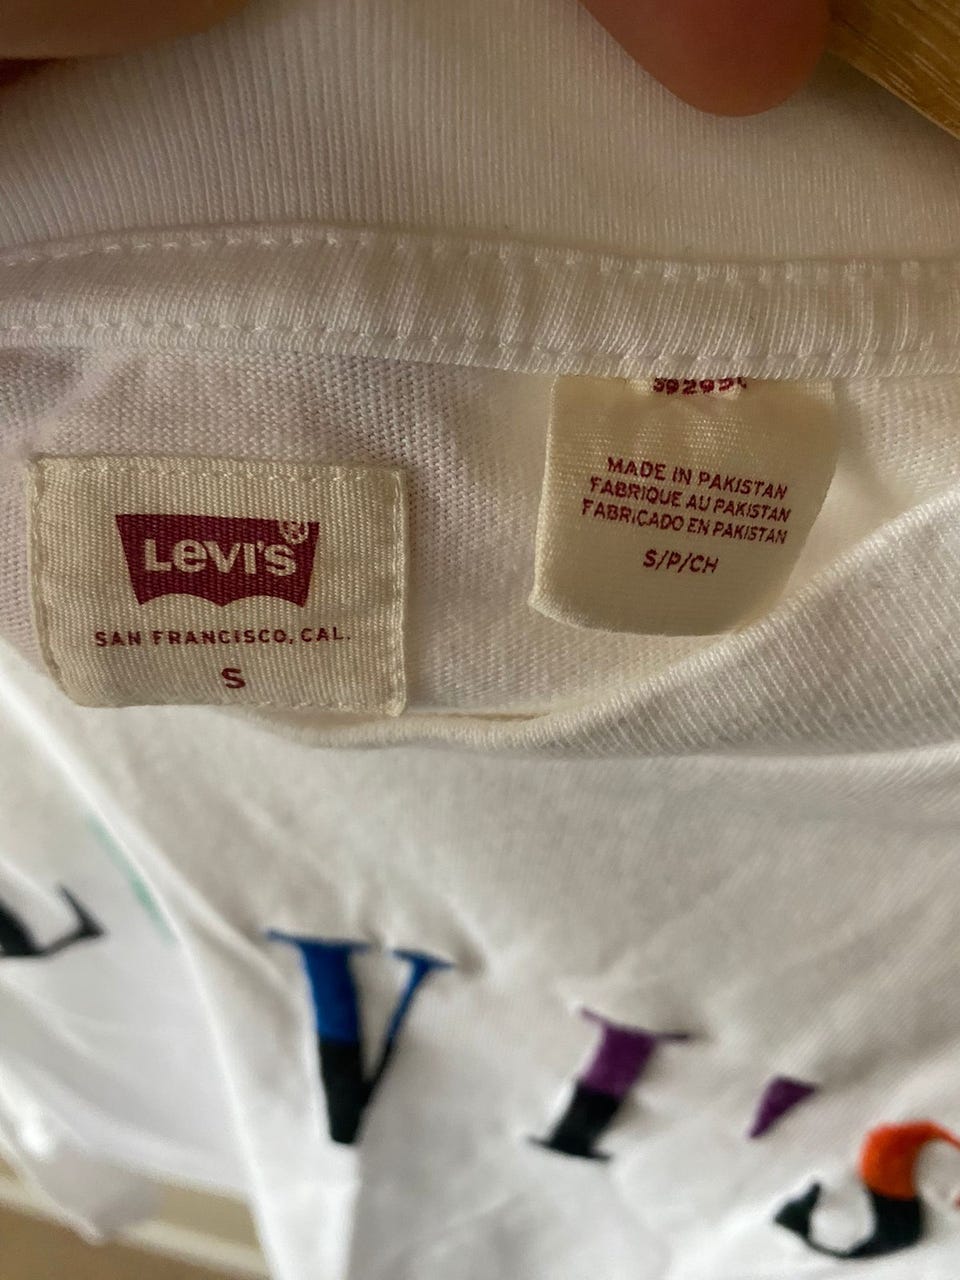 LEVI'S
SAN FRANCISCO, CAL.
S
MADE IN PAKISTAN
FABRIQUE AU PAKISTAN
FABRICADO EN PAKISTAN
S/P/CH
L V I ' S